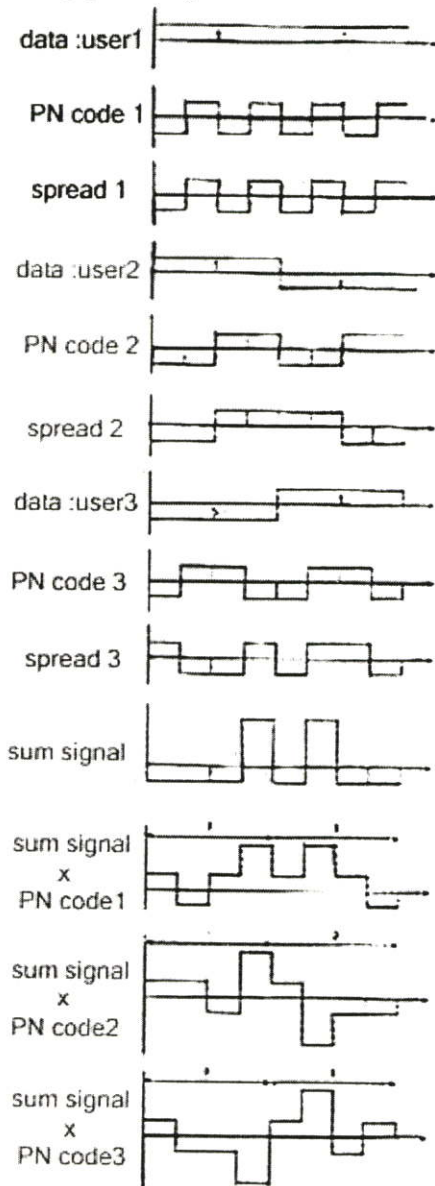 data :user1
PN code 1
spread 1
data :user2
PN code 2
spread 2
data :user3
PN code 3
spread 3
sum signal
sum signal
x
PN code1
sum signal
x
PN code2
sum signal
x
PN code3